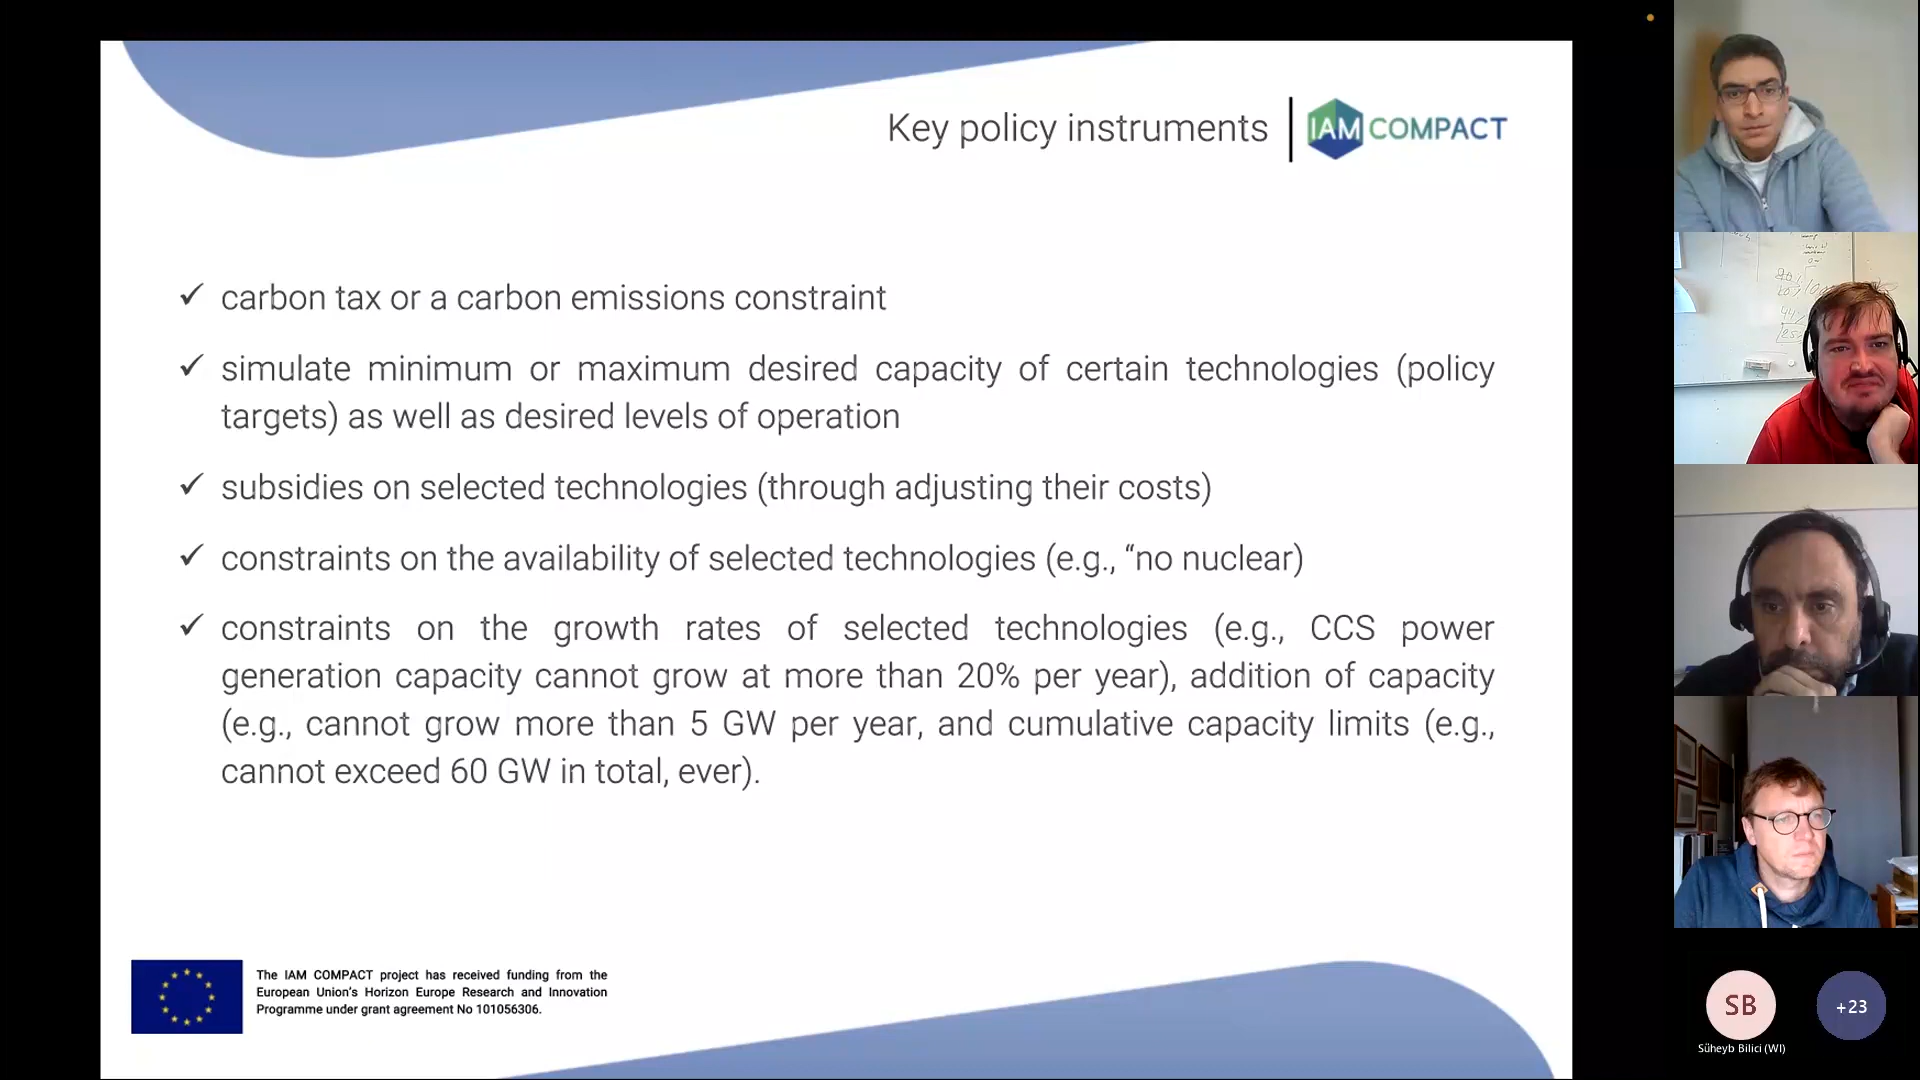 Key policy instruments
IAM COMPACT
✓ carbon tax or a carbon emissions constraint
✓ simulate minimum or maximum desired capacity of certain technologies (policy
targets) as well as desired levels of operation
✓ subsidies on selected technologies (through adjusting their costs)
✓ constraints on the availability of selected technologies (e.g., “no nuclear)
✓ constraints on the growth rates of selected technologies (e.g., CCS power
generation capacity cannot grow at more than 20% per year), addition of capacity
(e.g., cannot grow more than 5 GW per year, and cumulative capacity limits (e.g.,
cannot exceed 60 GW in total, ever).
The IAM COMPACT project has received funding from the
European Union’s Horizon Europe Research and Innovation
Programme under grant agreement No 101056306.
SB
+23
Süheyb Bilici (WI)